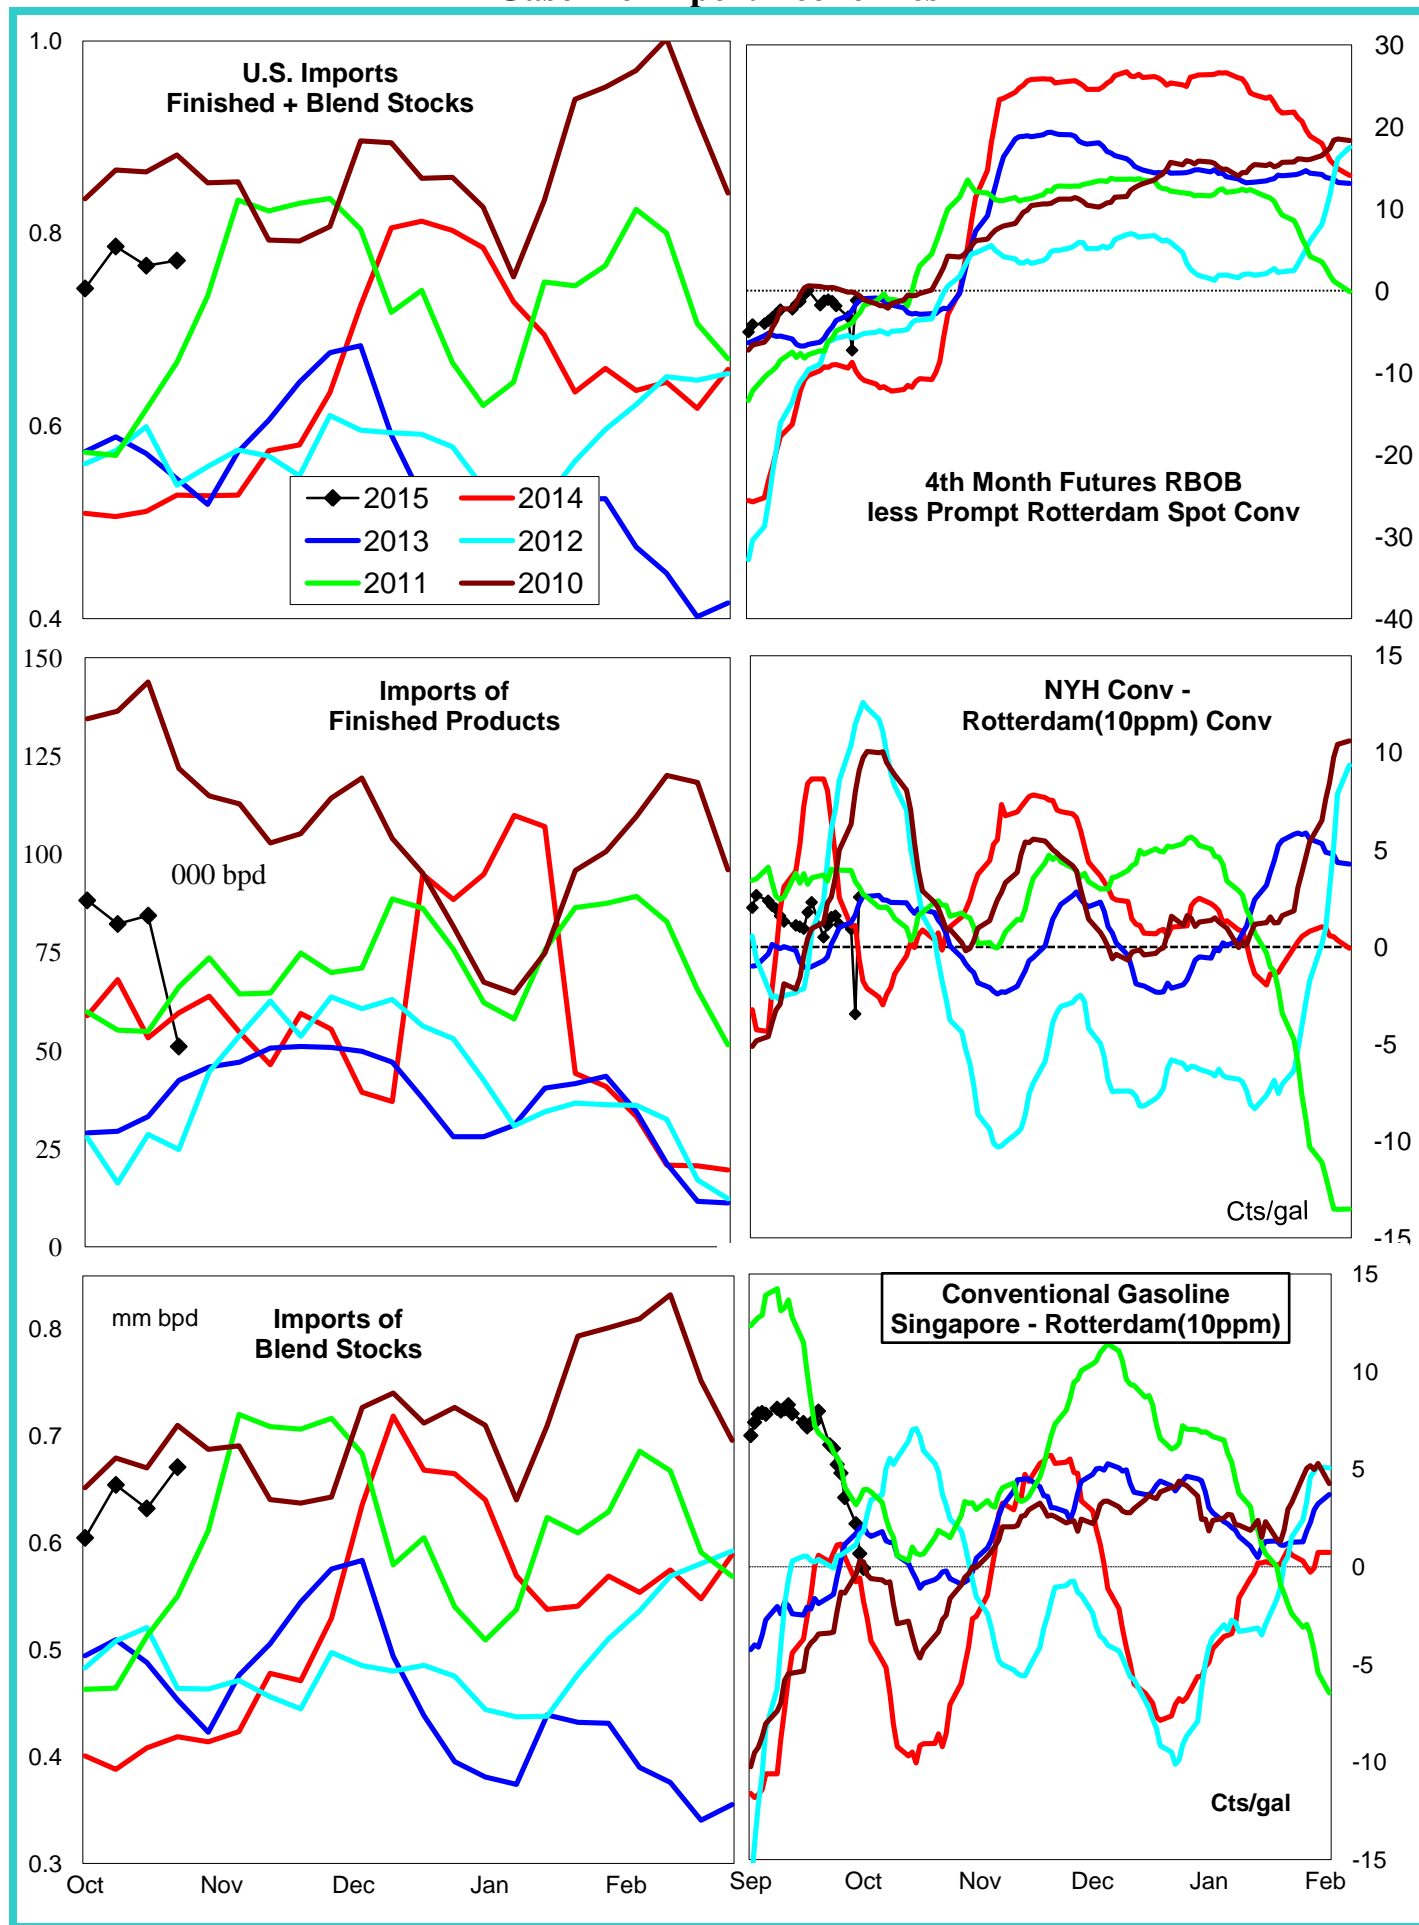 1.0
0.8
0.6
0.4
U.S. Imports
Finished + Blend Stocks
2015
2014
2013
2012
2011
2010
30
20
10
0
-10
-20
-30
-40
4th Month Futures RBOB
less Prompt Rotterdam Spot Conv
150
125
100
75
50
25
0
Imports of
Finished Products
000 bpd
15
10
5
0
-5
-10
-15
NYH Conv -
Rotterdam(10ppm) Conv
Cts/gal
0.8
0.7
0.6
0.5
0.4
0.3
mm bpd
Imports of
Blend Stocks
Oct Nov Dec Jan Feb
15
10
5
0
-5
-10
-15
Conventional Gasoline
Singapore - Rotterdam(10ppm)
Cts/gal
Sep Oct Nov Dec Jan Feb